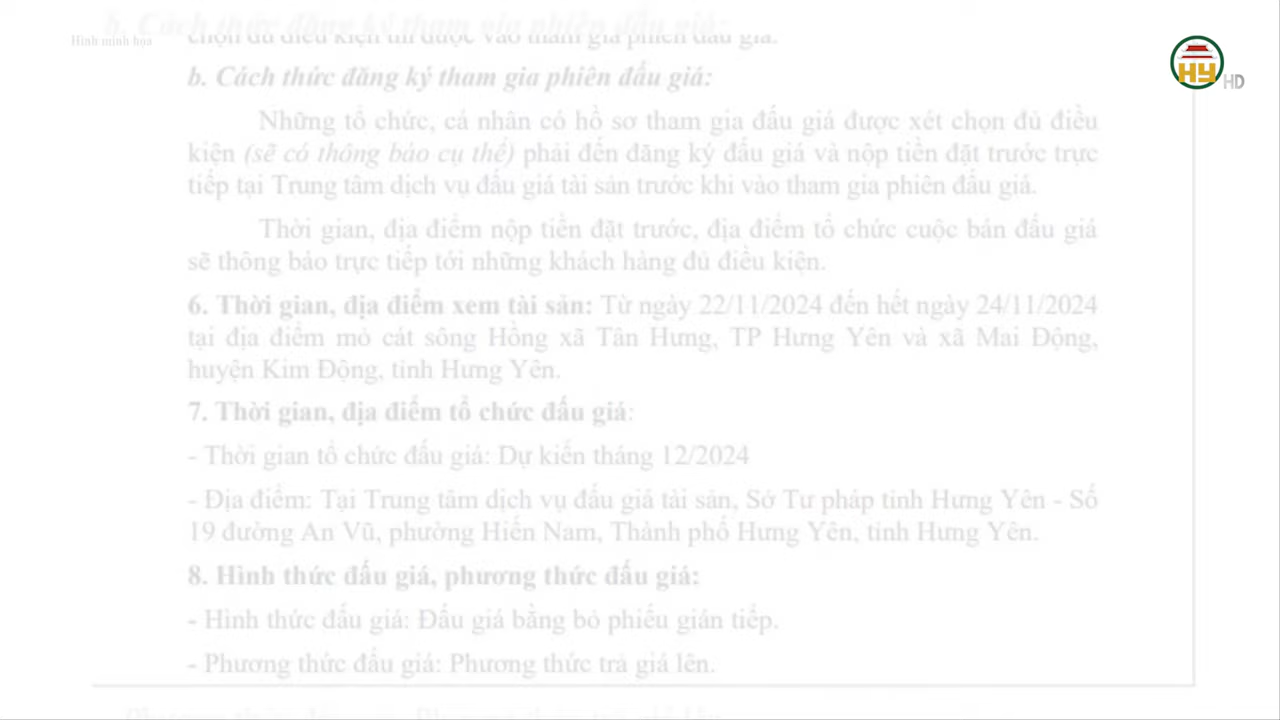 b. Cách thức đăng ký tham gia phiên đấu giá:
Hình minh họa
chọn đủ điều kiện thì được vào tham gia phiên đấu giá.
HY HD
b. Cách thức đăng ký tham gia phiên đấu giá:
Những tổ chức, cá nhân có hồ sơ tham gia đấu giá được xét chọn đủ điều
kiện (sẽ có thông báo cụ thể) phải đến đăng ký đấu giá và nộp tiền đặt trước trực
tiếp tại Trung tâm dịch vụ đấu giá tài sản trước khi vào tham gia phiên đấu giá.
Thời gian, địa điểm nộp tiền đặt trước, địa điểm tổ chức cuộc bán đấu giá
sẽ thông báo trực tiếp tới những khách hàng đủ điều kiện.
6. Thời gian, địa điểm xem tài sản: Từ ngày 22/11/2024 đến hết ngày 24/11/2024
tại địa điểm mỏ cát sông Hồng xã Tân Hưng, TP Hưng Yên và xã Mai Động,
huyện Kim Động, tỉnh Hưng Yên.
7. Thời gian, địa điểm tổ chức đấu giá:
- Thời gian tổ chức đấu giá: Dự kiến tháng 12/2024
- Địa điểm: Tại Trung tâm dịch vụ đấu giá tài sản, Sở Tư pháp tỉnh Hưng Yên - Số
19 đường An Vũ, phường Hiến Nam, Thành phố Hưng Yên, tỉnh Hưng Yên.
8. Hình thức đấu giá, phương thức đấu giá:
- Hình thức đấu giá: Đấu giá bằng bỏ phiếu gián tiếp.
- Phương thức đấu giá: Phương thức trả giá lên.